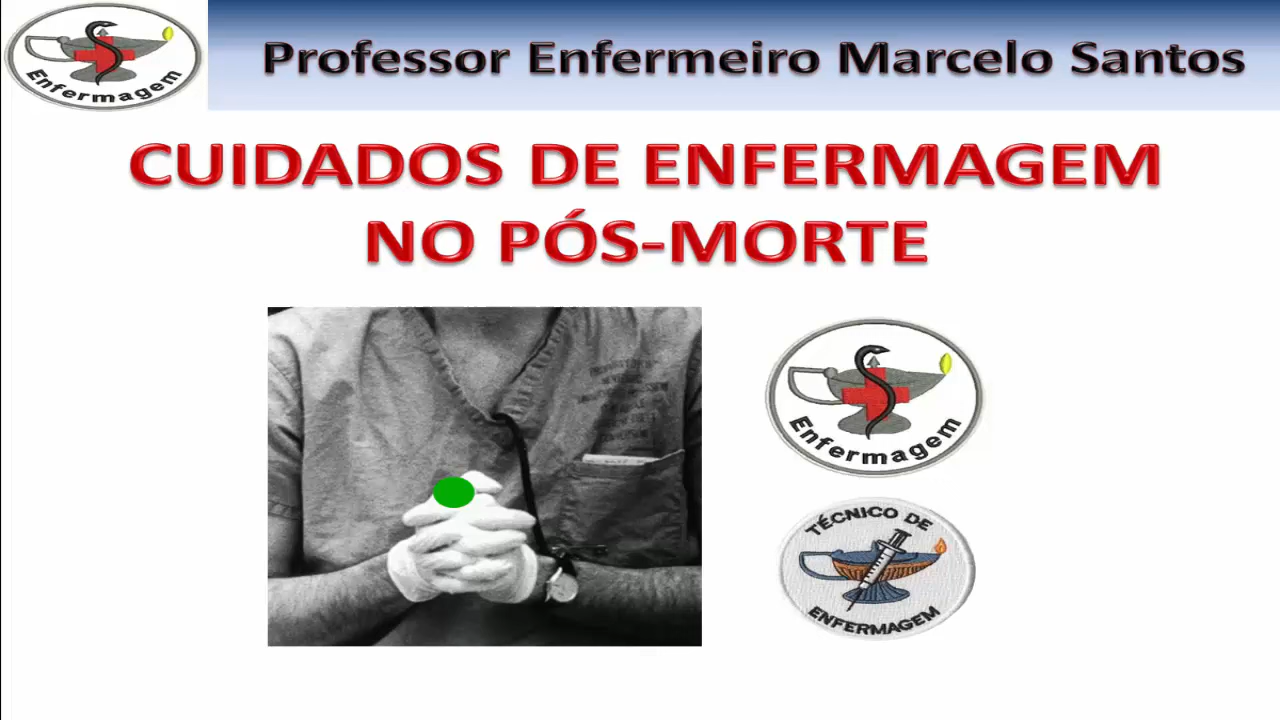 Enfermagem
Professor Enfermeiro Marcelo Santos
CUIDADOS DE ENFERMAGEM
NO PÓS-MORTE
Enfermagem
TÉCNICO DE
ENFERMAGEM